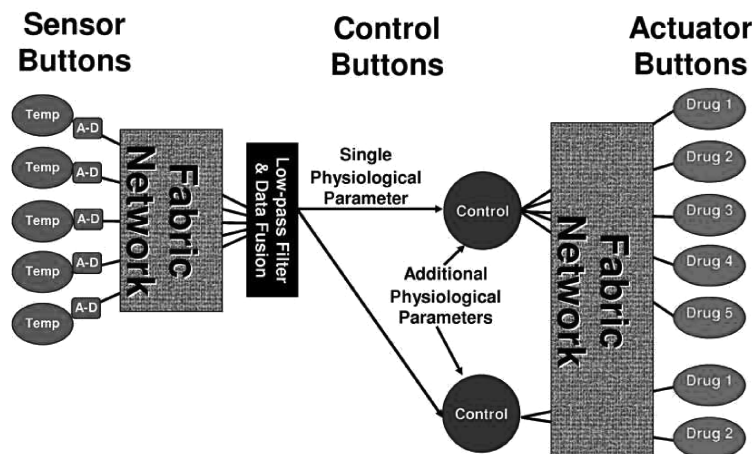 Sensor
Buttons
Control
Buttons
Actuator
Buttons
Temp
A-D
Temp
A-D
Temp
A-D
Temp
A-D
Temp
A-D
Fabric
Network
Low-pass Filter
& Data Fusion
Single
Physiological
Parameter
Control
Additional
Physiological
Parameters
Control
Fabric
Network
Drug 1
Drug 2
Drug 3
Drug 4
Drug 5
Drug 1
Drug 2